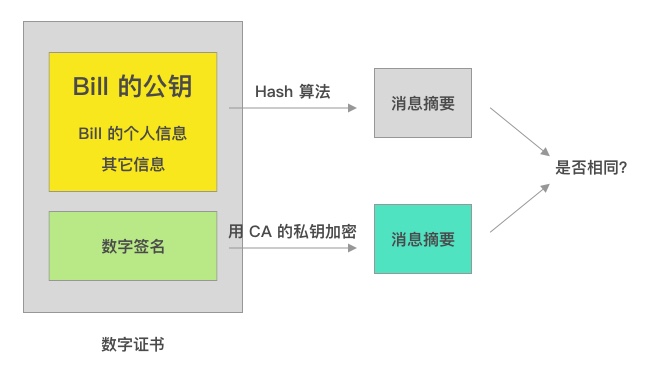 Bill 的公钥
Bill 的个人信息
其它信息
Hash 算法
消息摘要
是否相同?
数字签名
用 CA 的私钥加密
消息摘要
数字证书